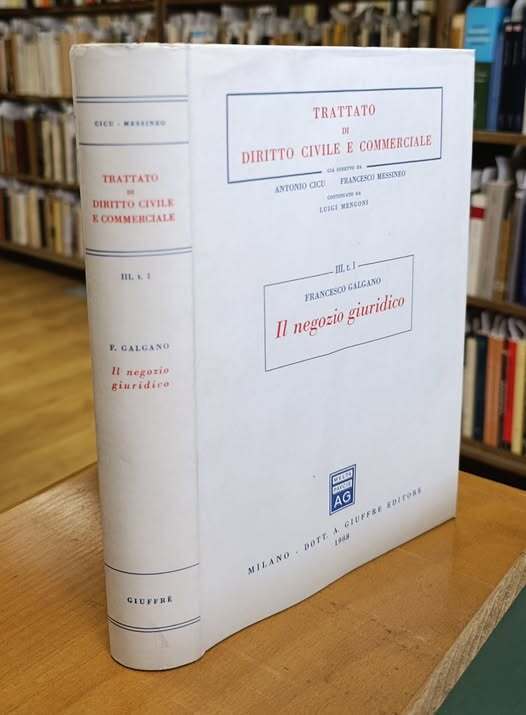 CICU - MESSINEO
TRATTATO
DI
DIRITTO CIVILE
E COMMERCIALE
III, t. 1
F. GALGANO
Il negozio
giuridico
GIUFFRÈ
TRATTATO
DI
DIRITTO CIVILE E COMMERCIALE
GIÀ DIRETTO DA
ANTONIO CICU FRANCESCO MESSINEO
CONTINUATO DA
LUIGI MENGONI
III, t. 1
FRANCESCO GALGANO
Il negozio giuridico
MULTA
PAUCIS
AG
MILANO - DOTT. A. GIUFFRÈ EDITORE
1988